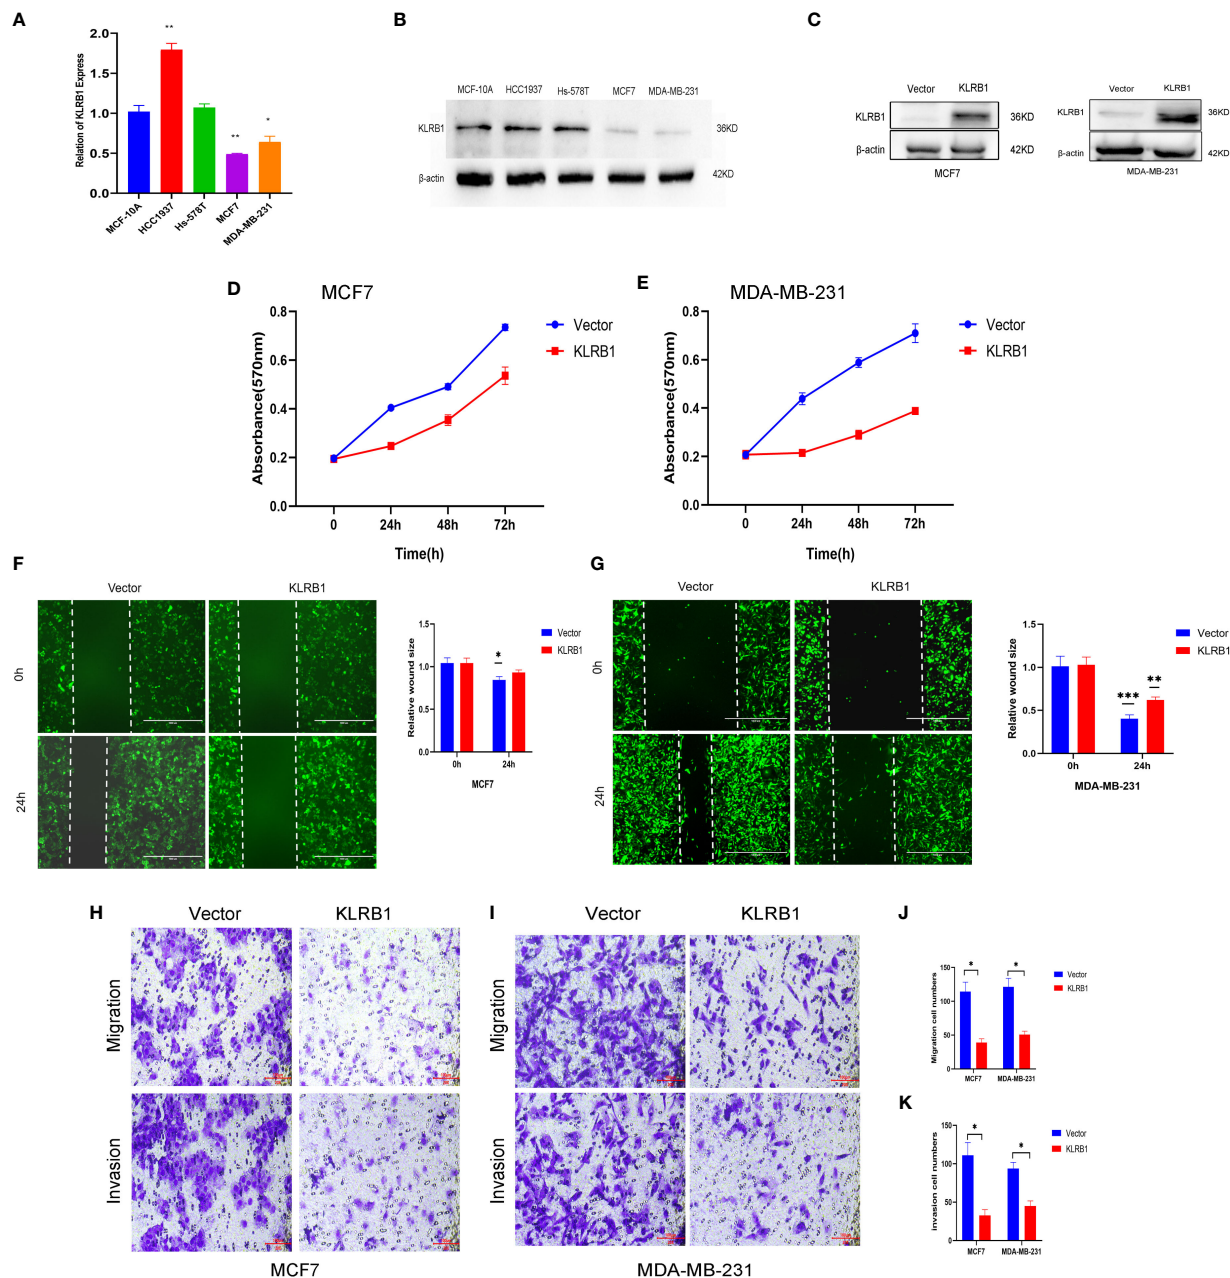 A
Relation of KLRB1 Express
2.0
1.5
1.0
0.5
0.0
**
**
*
MCF-10A
HCC1937
Hs-578T
MCF7
MDA-MB-231
B
MCF-10A HCC1937 Hs-578T MCF7 MDA-MB-231
KLRB1 36KD
β-actin 42KD
C
Vector KLRB1
KLRB1 36KD
β-actin 42KD
MCF7
Vector KLRB1
KLRB1 36KD
β-actin 42KD
MDA-MB-231
D
MCF7
Absorbance(570nm)
0.8
0.6
0.4
0.2
0.0
0 24h 48h 72h
Time(h)
Vector
KLRB1
E
MDA-MB-231
Absorbance(570nm)
0.8
0.6
0.4
0.2
0.0
0 24h 48h 72h
Time(h)
Vector
KLRB1
F
Vector KLRB1
0h
24h
Relative wound size
1.5
1.0
0.5
0.0
*
0h 24h
MCF7
Vector
KLRB1
G
Vector KLRB1
0h
24h
Relative wound size
1.5
1.0
0.5
0.0
***
**
0h 24h
MDA-MB-231
Vector
KLRB1
H
Vector KLRB1
Migration
Invasion
MCF7
I
Vector KLRB1
Migration
Invasion
MDA-MB-231
J
Migration cell numbers
150
100
50
0
* *
MCF7 MDA-MB-231
Vector
KLRB1
K
invasion cell numbers
150
100
50
0
* *
MCF7 MDA-MB-231
Vector
KLRB1